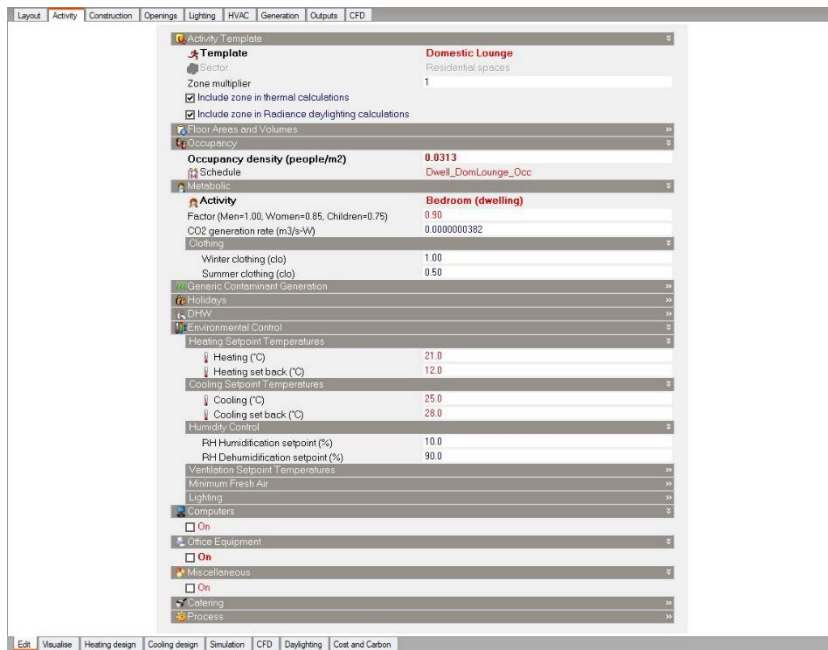 Layout Activity Construction Openings Lighting HVAC Generation Outputs CFD
Activity Template
Template Domestic Lounge
Sector Residential spaces
Zone multiplier 1
Include zone in thermal calculations
Include zone in Radiance daylighting calculations
Floor Areas and Volumes
Occupancy
Occupancy density (people/m2) 0.0313
Schedule Dwell_DomLounge_Occ
Metabolic
Activity Bedroom (dwelling)
Factor (Men=1.00, Women=0.85, Children=0.75) 0.90
CO2 generation rate (m3/s-W) 0.0000000382
Clothing
Winter clothing (clo) 1.00
Summer clothing (clo) 0.50
Generic Contaminant Generation
Holidays
DHW
Environmental Control
Heating Setpoint Temperatures
Heating (°C) 21.0
Heating set back (°C) 12.0
Cooling Setpoint Temperatures
Cooling (°C) 25.0
Cooling set back (°C) 28.0
Humidity Control
RH Humidification setpoint (%) 10.0
RH Dehumidification setpoint (%) 90.0
Ventilation Setpoint Temperatures
Minimum Fresh Air
Lighting
Computers
On
Office Equipment
On
Miscellaneous
On
Catering
Process
Edit Visualise Heating design Cooling design Simulation CFD Daylighting Cost and Carbon